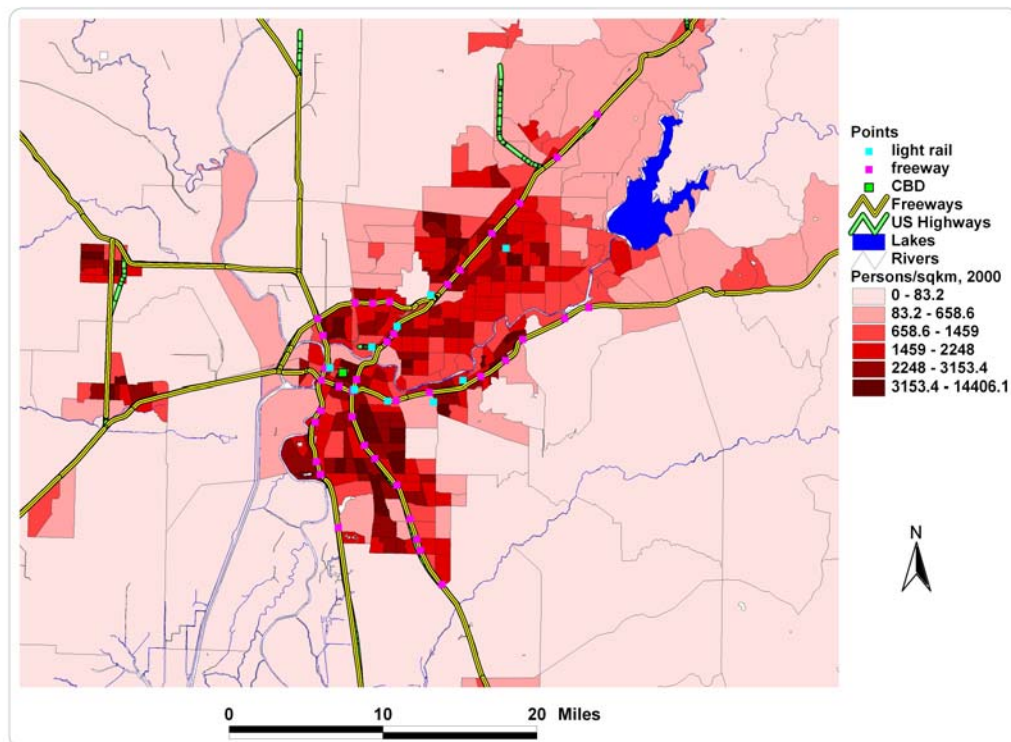 Points
light rail
freeway
CBD
Freeways
US Highways
Lakes
Rivers
Persons/sqkm, 2000
0 - 83.2
83.2 - 658.6
658.6 - 1459
1459 - 2248
2248 - 3153.4
3153.4 - 14406.1
N
0 10 20 Miles